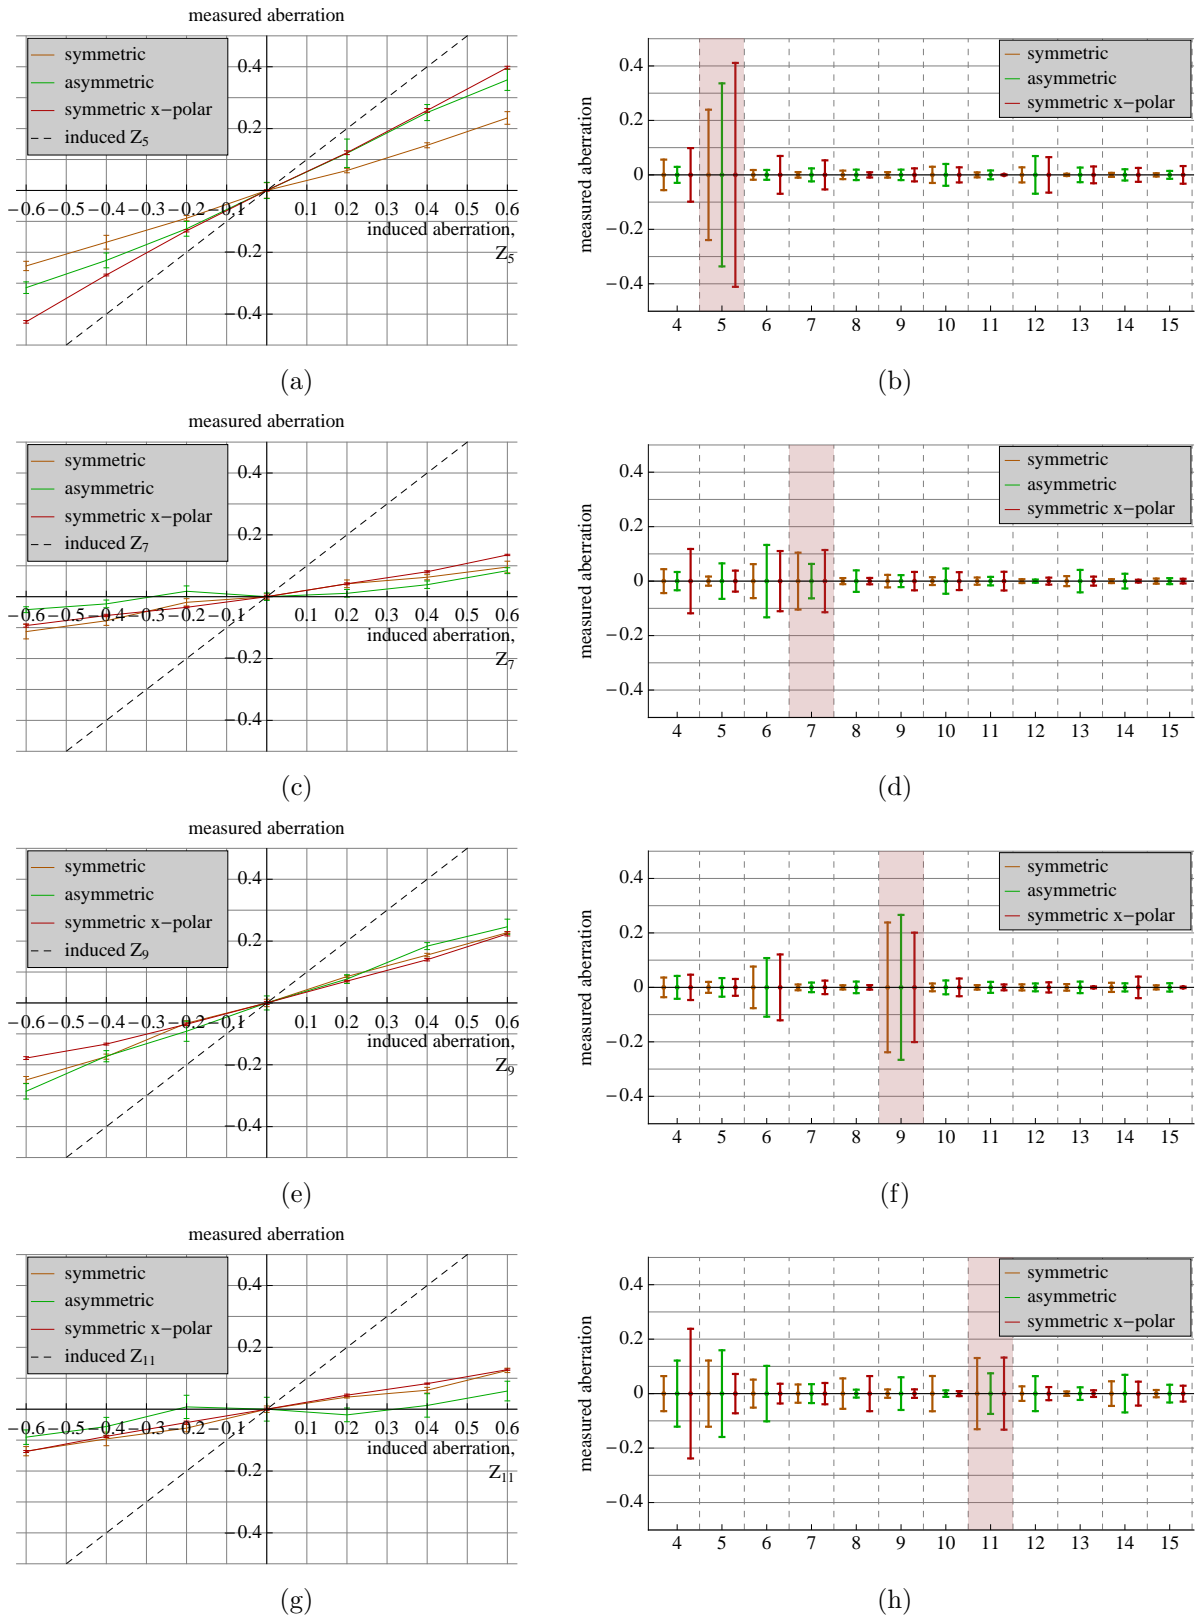 measured aberration
symmetric
asymmetric
symmetric x−polar
induced Z5
0.4
0.2
−0.6 −0.5 −0.4 −0.3 −0.2 −0.1 0 0.1 0.2 0.3 0.4 0.5 0.6
induced aberration,
Z5
−0.2
−0.4
(a)
measured aberration
symmetric
asymmetric
symmetric x−polar
0.4
0.2
0
−0.2
−0.4
4 5 6 7 8 9 10 11 12 13 14 15
(b)
measured aberration
symmetric
asymmetric
symmetric x−polar
induced Z7
0.4
0.2
−0.6 −0.5 −0.4 −0.3 −0.2 −0.1 0 0.1 0.2 0.3 0.4 0.5 0.6
induced aberration,
Z7
−0.2
−0.4
(c)
measured aberration
symmetric
asymmetric
symmetric x−polar
0.4
0.2
0
−0.2
−0.4
4 5 6 7 8 9 10 11 12 13 14 15
(d)
measured aberration
symmetric
asymmetric
symmetric x−polar
induced Z9
0.4
0.2
−0.6 −0.5 −0.4 −0.3 −0.2 −0.1 0 0.1 0.2 0.3 0.4 0.5 0.6
induced aberration,
Z9
−0.2
−0.4
(e)
measured aberration
symmetric
asymmetric
symmetric x−polar
0.4
0.2
0
−0.2
−0.4
4 5 6 7 8 9 10 11 12 13 14 15
(f)
measured aberration
symmetric
asymmetric
symmetric x−polar
induced Z11
0.4
0.2
−0.6 −0.5 −0.4 −0.3 −0.2 −0.1 0 0.1 0.2 0.3 0.4 0.5 0.6
induced aberration,
Z11
−0.2
−0.4
(g)
measured aberration
symmetric
asymmetric
symmetric x−polar
0.4
0.2
0
−0.2
−0.4
4 5 6 7 8 9 10 11 12 13 14 15
(h)